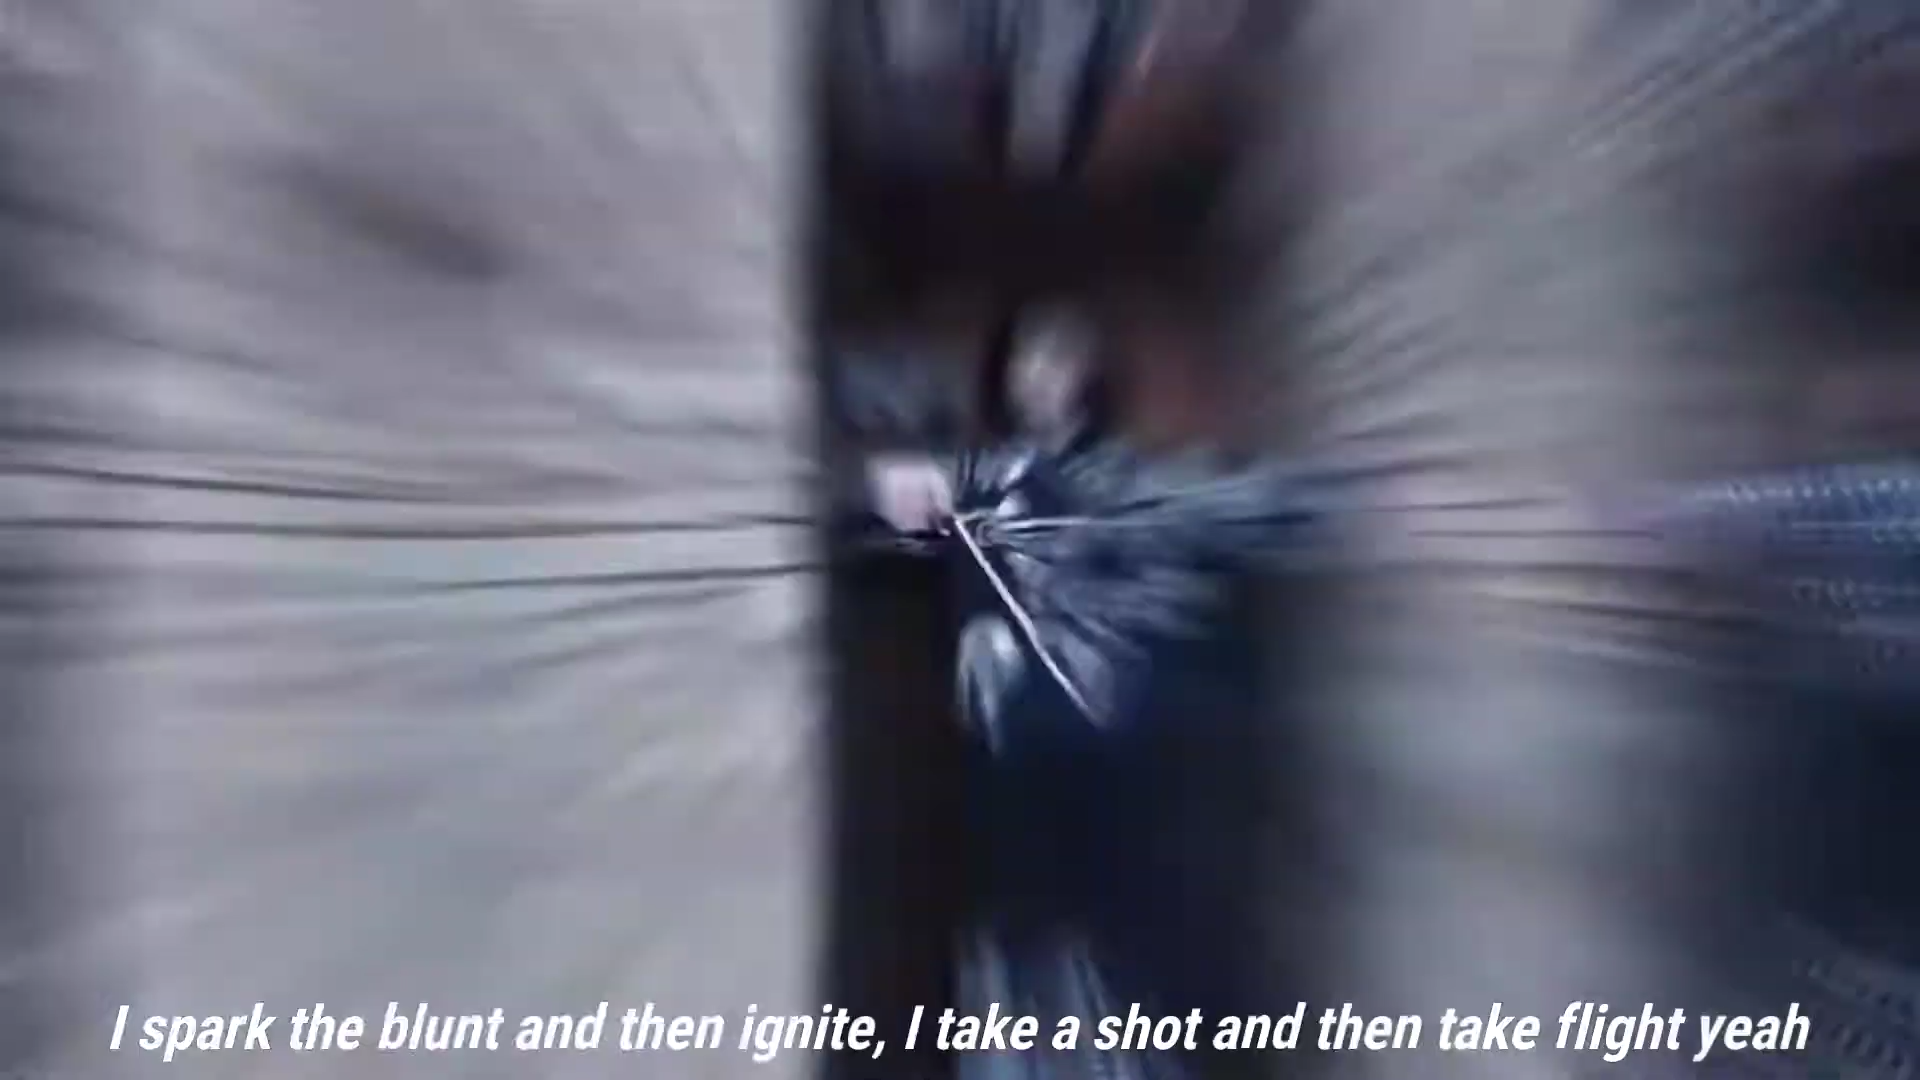 I spark the blunt and then ignite, I take a shot and then take flight yeah